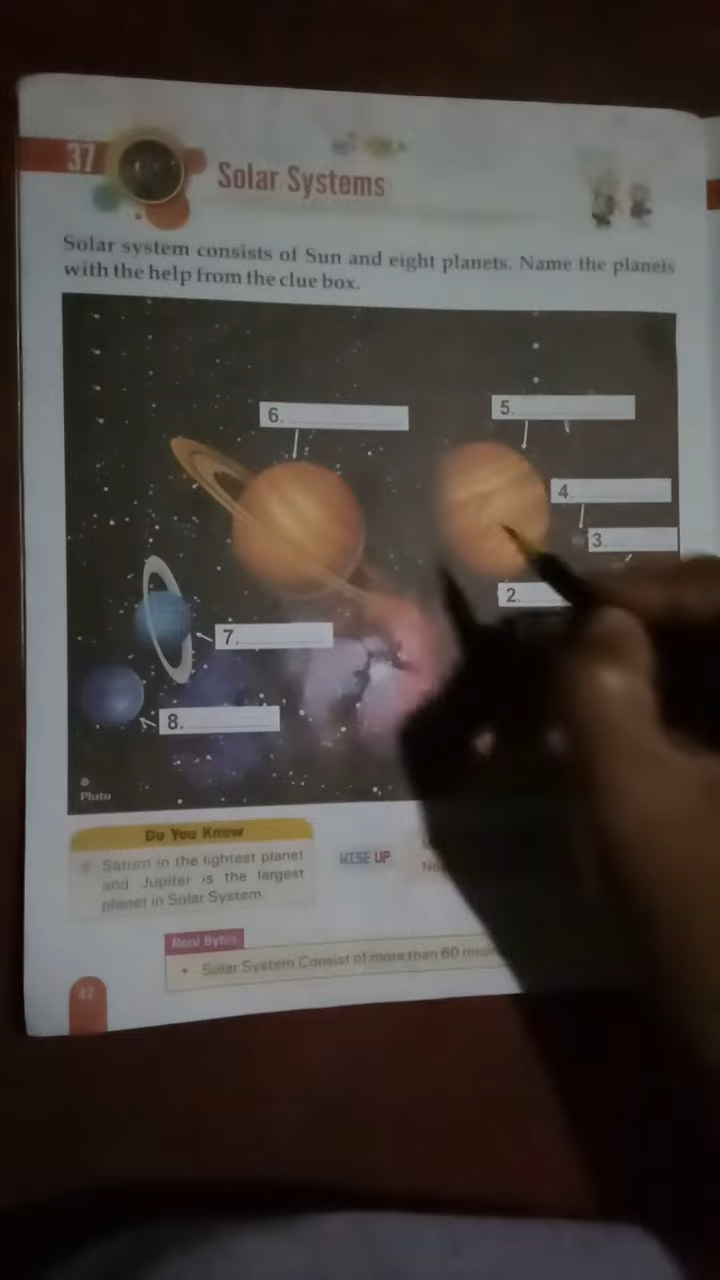 37
Solar Systems
Solar system consists of Sun and eight planets. Name the planets
with the help from the clue box.
6.
5.
4.
3.
2.
7.
8.
Pluto
Do You Know
Saturn in the lightest planet
and Jupiter is the largest
planet in Solar System
WISE UP
Real Bytes
• Solar System Consist of more than 60
42